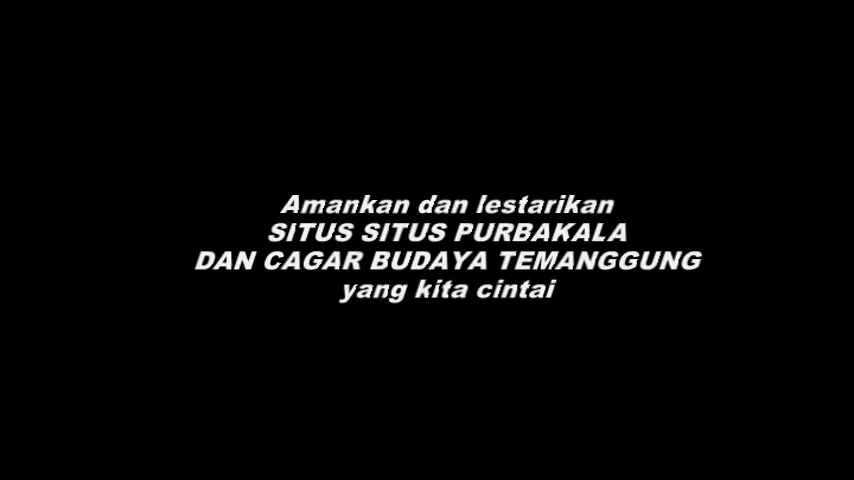 Amankan dan lestarikan
SITUS SITUS PURBAKALA
DAN CAGAR BUDAYA TEMANGGUNG
yang kita cintai